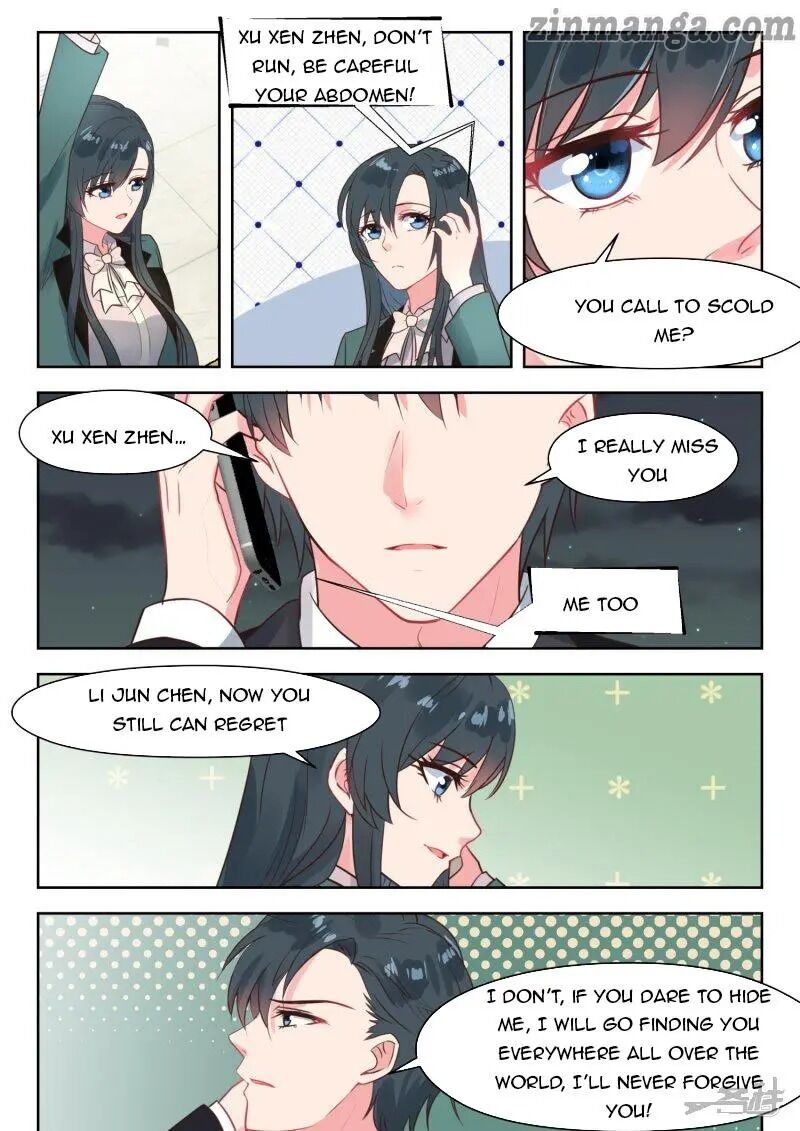 zinmanga.com
XU XEN ZHEN, DON'T
RUN, BE CAREFUL
YOUR ABDOMEN!
YOU CALL TO SCOLD
ME?
XU XEN ZHEN...
I REALLY MISS
YOU
ME TOO
LI JUN CHEN, NOW YOU
STILL CAN REGRET
I DON'T, IF YOU DARE TO HIDE
ME, I WILL GO FINDING YOU
EVERYWHERE ALL OVER THE
WORLD, I'LL NEVER FORGIVE
YOU!